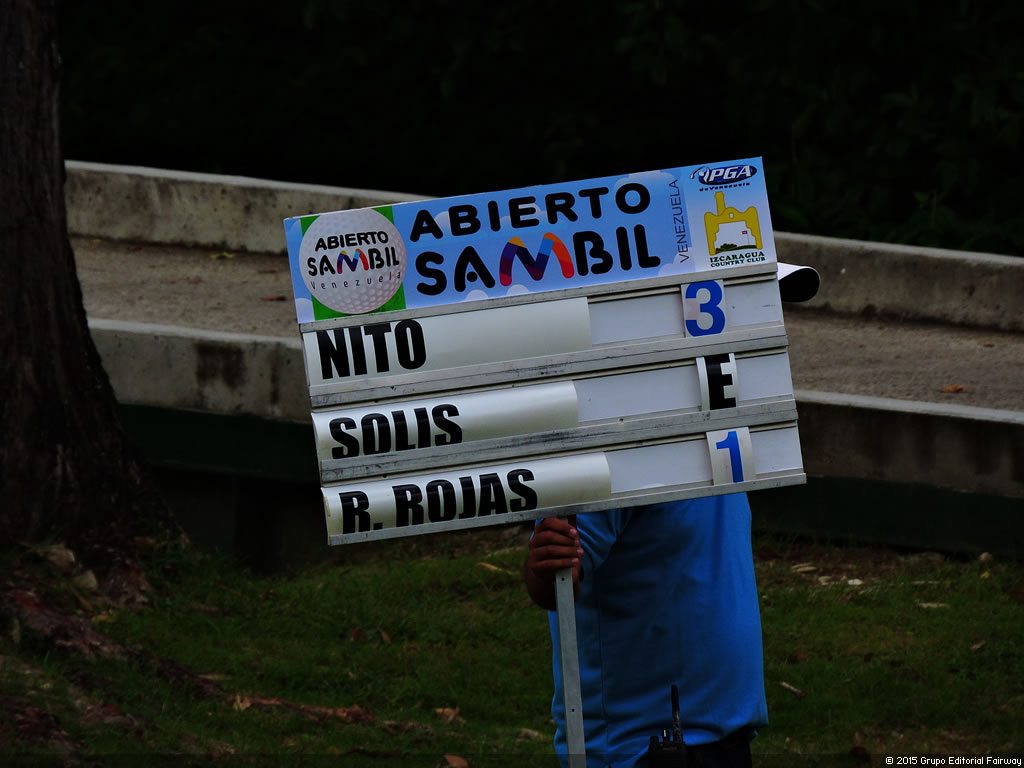 ABIERTO
SAMBIL
Venezuela
ABIERTO
SAMBIL
VENEZUELA
PGA
de Venezuela
IZCARAGUA
COUNTRY CLUB
NITO 3
SOLIS E
R. ROJAS 1
© 2015 Grupo Editorial Fairway